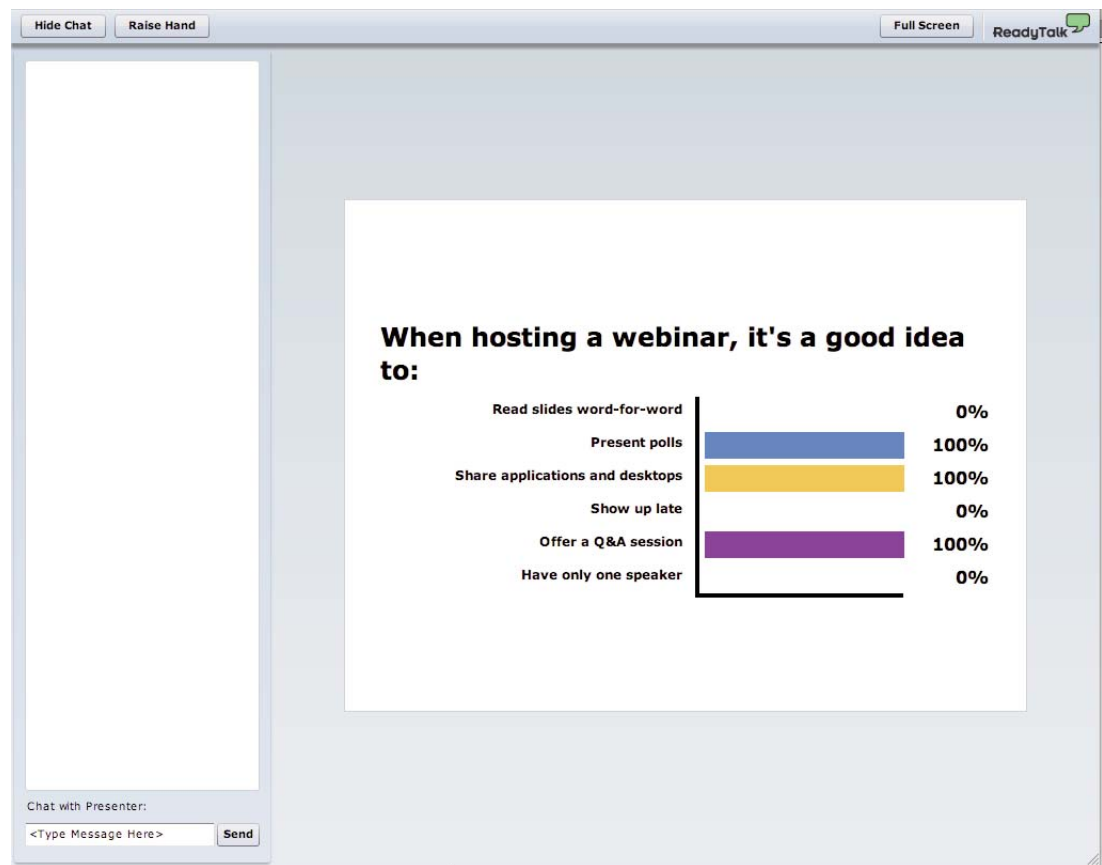 Hide Chat Raise Hand Full Screen ReadyTalk
When hosting a webinar, it's a good idea
to:
Read slides word-for-word 0%
Present polls 100%
Share applications and desktops 100%
Show up late 0%
Offer a Q&A session 100%
Have only one speaker 0%
Chat with Presenter:
<Type Message Here> Send